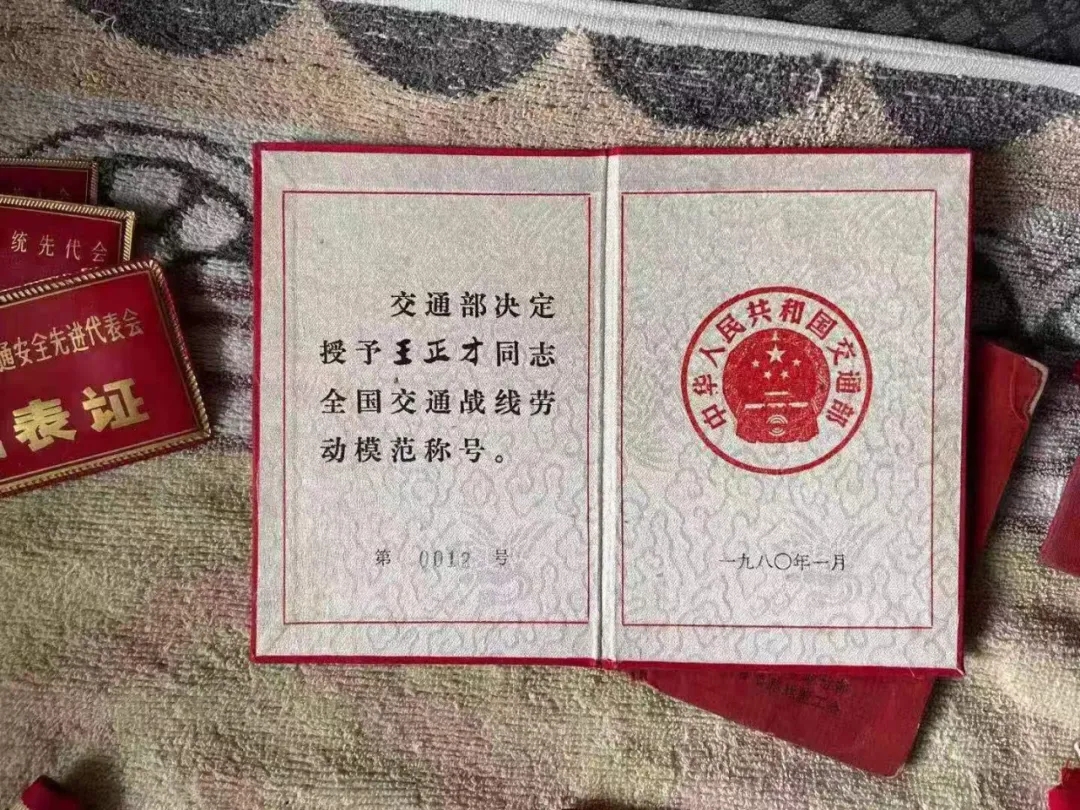 统先代会
通安全先进代表会
表证
交通部决定
授予王正才同志
全国交通战线劳
动模范称号。
第 0012 号
中华人民共和国交通部
一九八〇年一月